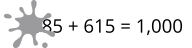 85 + 615 = 1,000